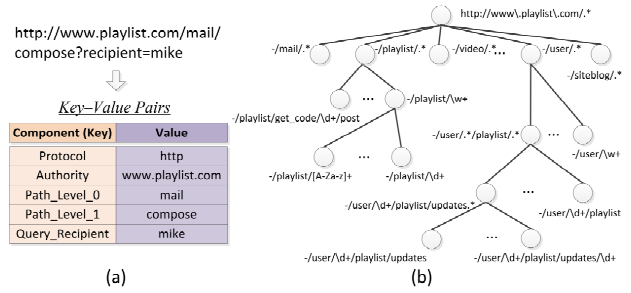 http://www.playlist.com/mail/
compose?recipient=mike
Key–Value Pairs
Component (Key) Value
Protocol http
Authority www.playlist.com
Path_Level_0 mail
Path_Level_1 compose
Query_Recipient mike
(a)
http://www\.playlist\.com/.*
~/mail/.* ~/playlist/.* ~/video/.* ... ~/user/.*
~/siteblog/.*
... ~/playlist/\w+
~/playlist/get_code/\d+/post
~/user/.*/playlist/.* ...
~/user/\w+
... 
~/playlist/[A-Za-z]+ ~/playlist/\d+
~/user/\d+/playlist/updates.* ... ~/user/\d+/playlist
...
~/user/\d+/playlist/updates ~/user/\d+/playlist/updates/\d+
(b)